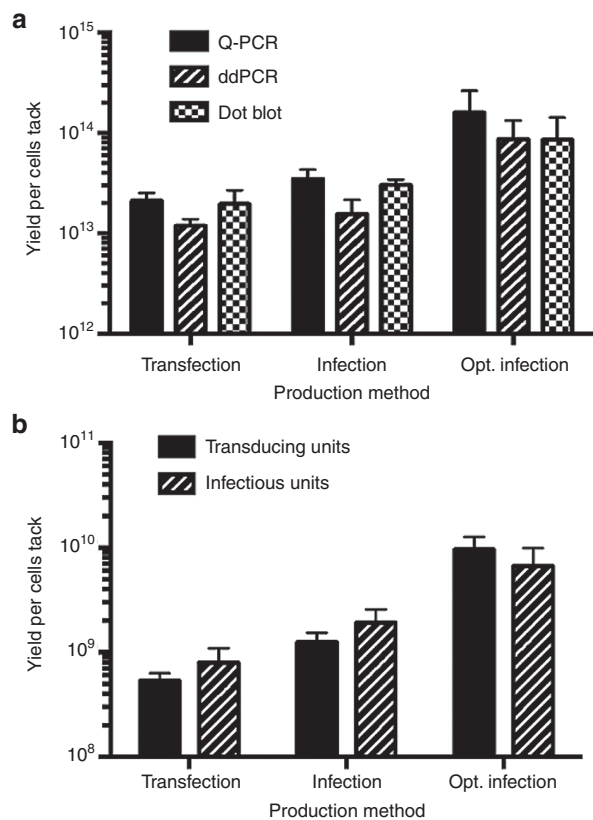 a
10^15
10^14
10^13
10^12
Yield per cells tack
Q-PCR
ddPCR
Dot blot
Transfection Infection Opt. infection
Production method
b
10^11
10^10
10^9
10^8
Yield per cells tack
Transducing units
Infectious units
Transfection Infection Opt. infection
Production method